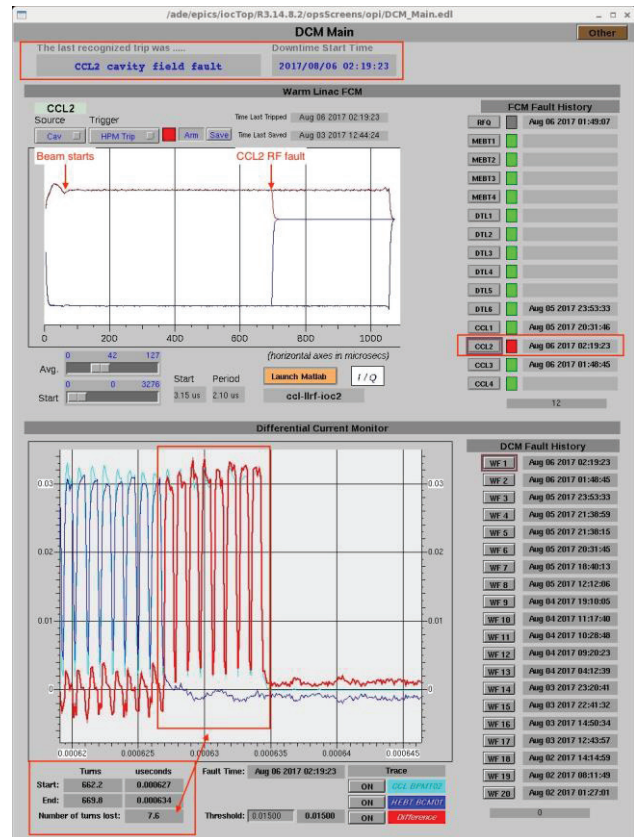 /ade/epics/iocTop/R3.14.8.2/opsScreens/opi/DCM_Main.edl
DCM Main
Other
The last recognized trip was .....
Downtime Start Time
CCL2 cavity field fault
2017/08/06 02:19:23
Warm Linac FCM
CCL2
Source Trigger
Time Last Tripped Aug 06 2017 02:19:23
Cav HPM Trip Arm Save Time Last Saved Aug 03 2017 12:44:24
Beam starts CCL2 RF fault
0 200 400 600 800 1000
(horizontal axes in microsecs)
Avg. 0 42 127
Start 0 0 3276
Start Period
3.15 us 2.10 us
Launch Matlab I / Q
ccl-llrf-ioc2
FCM Fault History
RFQ Aug 06 2017 01:49:07
MEBT1
MEBT2
MEBT3
MEBT4
DTL1
DTL2
DTL3
DTL4
DTL5
DTL6 Aug 05 2017 23:53:33
CCL1 Aug 05 2017 20:31:46
CCL2 Aug 06 2017 02:19:23
CCL3 Aug 06 2017 01:48:45
CCL4
12
Differential Current Monitor
0.03 0.03
0.02 0.02
0.01 0.01
0 0
0.00062 0.000625 0.00063 0.000635 0.00064 0.000645
Turns useconds
Start: 662.2 0.000627
End: 669.8 0.000634
Number of turns lost: 7.6
Fault Time: Aug 06 2017 02:19:23
Threshold: 0.01500 0.01500
Trace
ON CCL BPMT02
ON HEBT BCM01
ON Difference
DCM Fault History
WF 1 Aug 06 2017 02:19:23
WF 2 Aug 06 2017 01:48:45
WF 3 Aug 05 2017 23:53:33
WF 4 Aug 05 2017 21:38:59
WF 5 Aug 05 2017 21:38:15
WF 6 Aug 05 2017 20:31:45
WF 7 Aug 05 2017 18:40:13
WF 8 Aug 05 2017 12:12:06
WF 9 Aug 04 2017 19:10:05
WF 10 Aug 04 2017 11:17:40
WF 11 Aug 04 2017 10:28:48
WF 12 Aug 04 2017 09:20:23
WF 13 Aug 04 2017 04:12:39
WF 14 Aug 03 2017 23:20:41
WF 15 Aug 03 2017 22:41:32
WF 16 Aug 03 2017 14:50:34
WF 17 Aug 03 2017 12:43:57
WF 18 Aug 02 2017 14:14:59
WF 19 Aug 02 2017 08:11:49
WF 20 Aug 02 2017 01:27:01
0